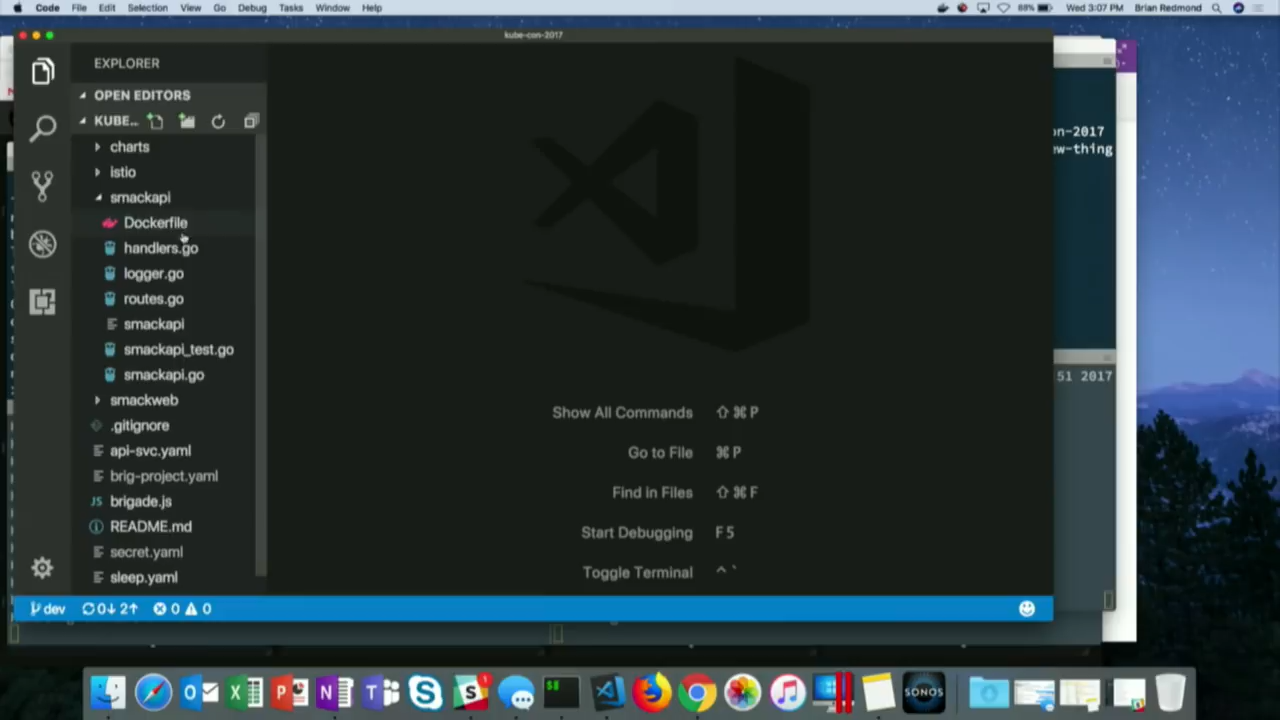 Code File Edit Selection View Go Debug Tasks Window Help 88% Wed 3:07 PM Brian Redmond
kube-con-2017
EXPLORER
OPEN EDITORS
KUBE...
charts
istio
smackapi
Dockerfile
handlers.go
logger.go
routes.go
smackapi
smackapi_test.go
smackapi.go
smackweb
.gitignore
api-svc.yaml
brig-project.yaml
JS brigade.js
README.md
secret.yaml
sleep.yaml
Show All Commands ⇧⌘P
Go to File ⌘P
Find in Files ⇧⌘F
Start Debugging F5
Toggle Terminal ^`
on-2017
ew-thing
51 2017
dev 0↓ 2↑ 0 0
SONOS